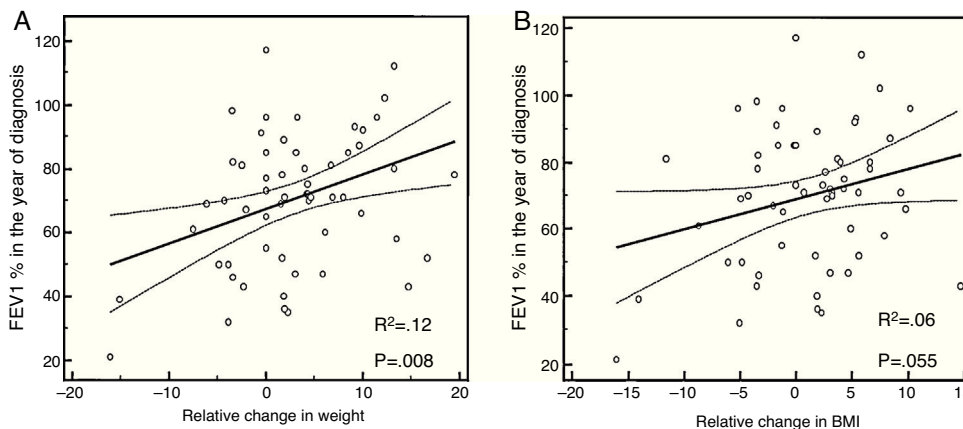 A
FEV1 % in the year of diagnosis
120
100
80
60
40
20
R²=.12
P=.008
–20
–10
0
10
20
Relative change in weight
B
FEV1 % in the year of diagnosis
120
100
80
60
40
20
R²=.06
P=.055
–20
–15
–10
–5
0
5
10
Relative change in BMI